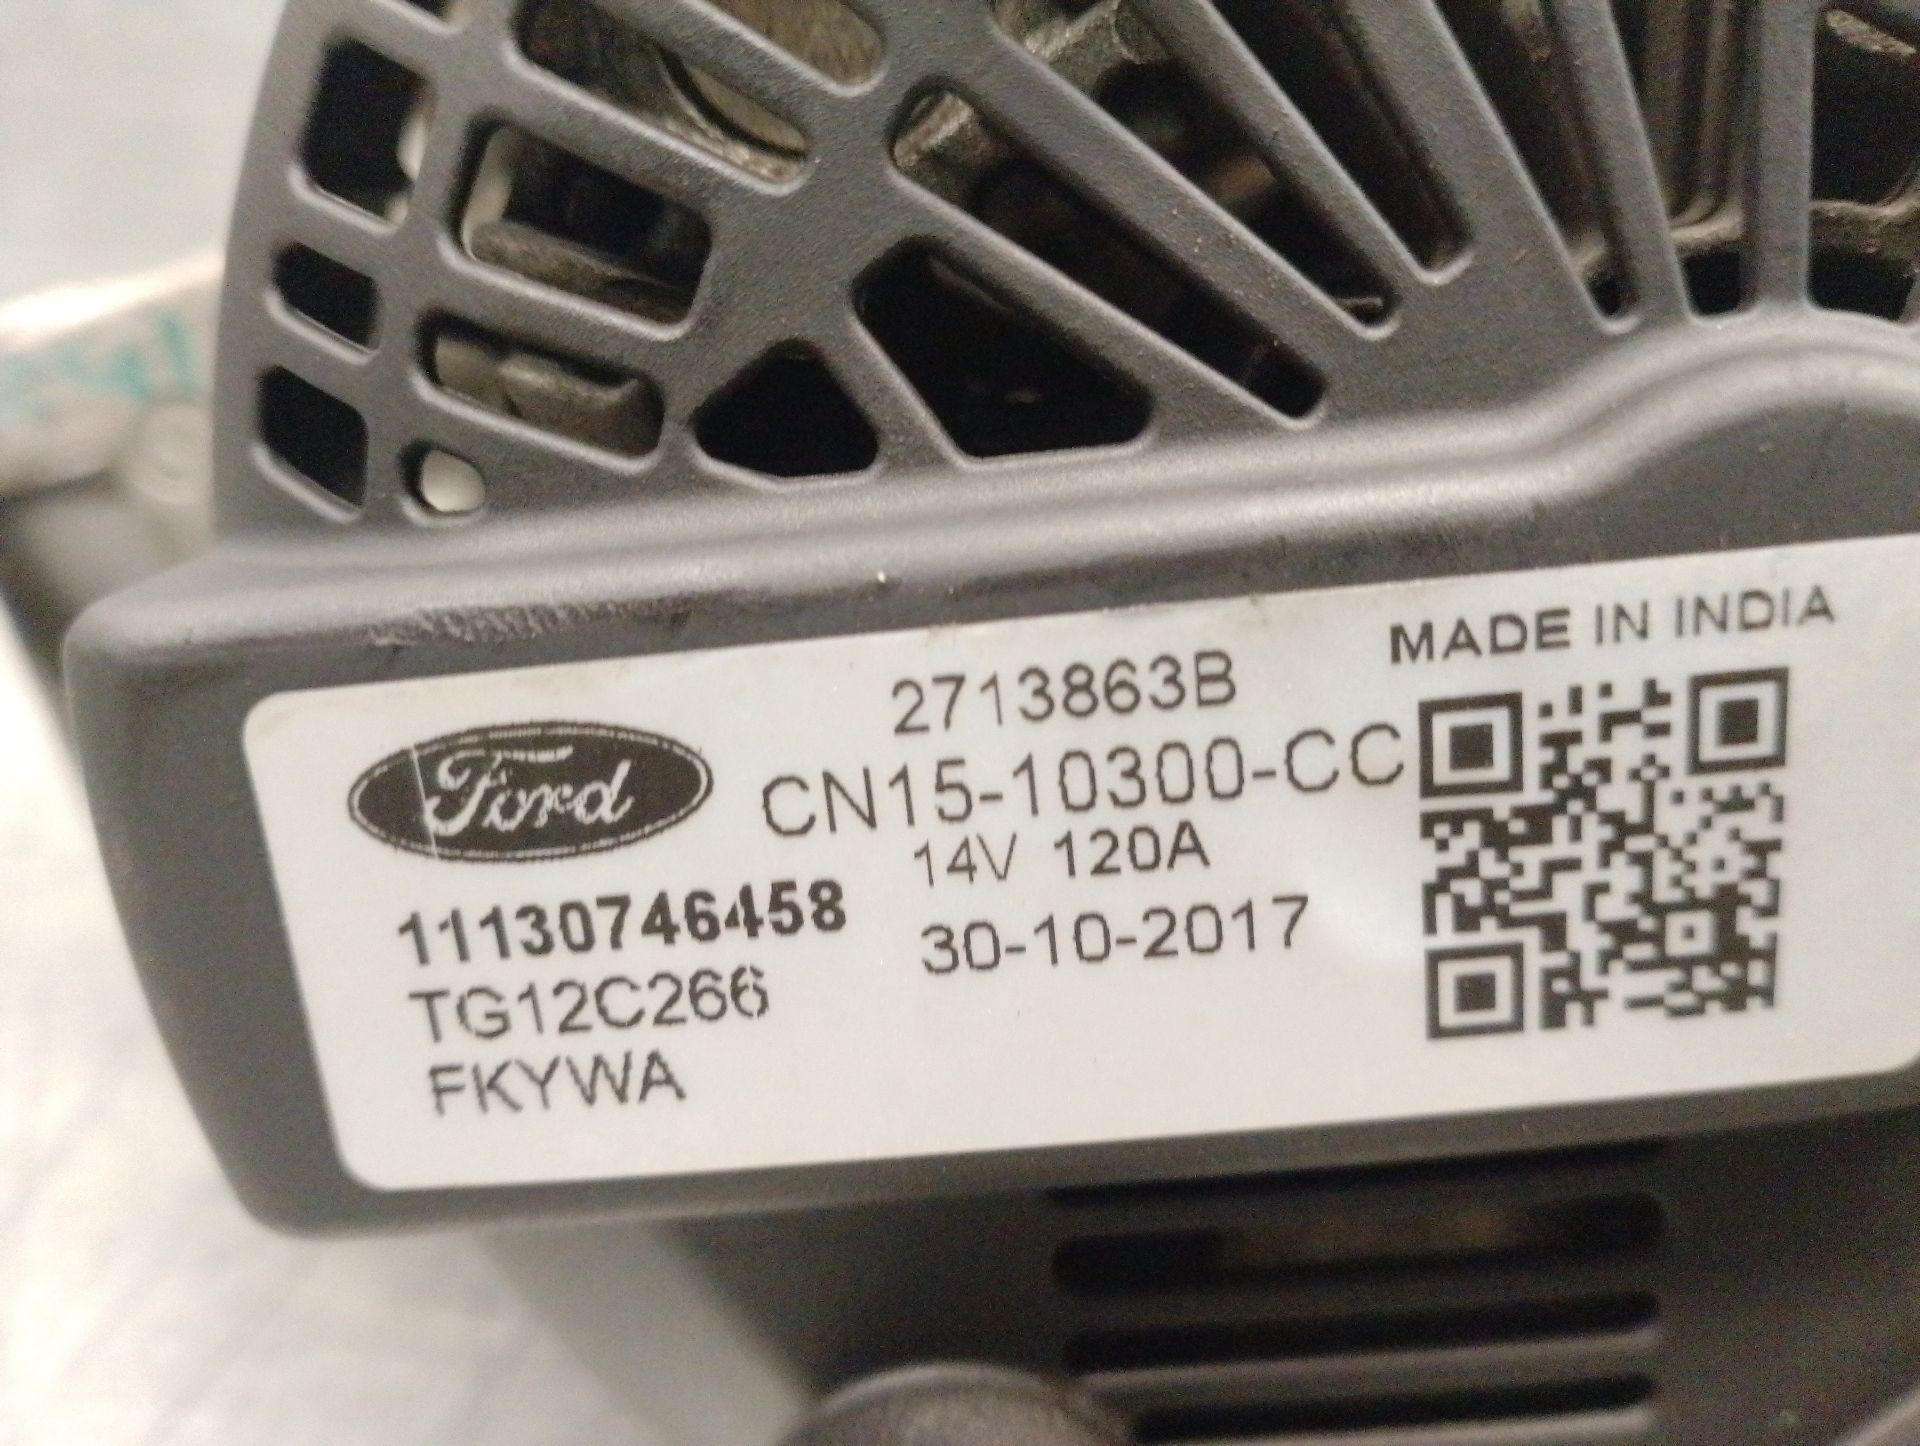 MADE IN INDIA
2713863B
Ford
CN15-10300-CC
14V 120A
11130746458
30-10-2017
TG12C266
FKYWA